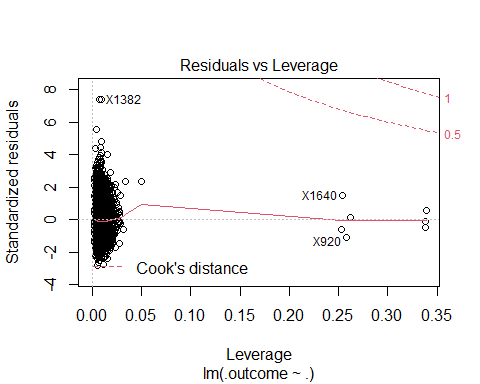 Residuals vs Leverage
Standardized residuals
8
6
4
2
0
-2
-4
X1382
X1640
X920
1
0.5
Cook's distance
0.00 0.05 0.10 0.15 0.20 0.25 0.30 0.35
Leverage
lm(.outcome ~ .)